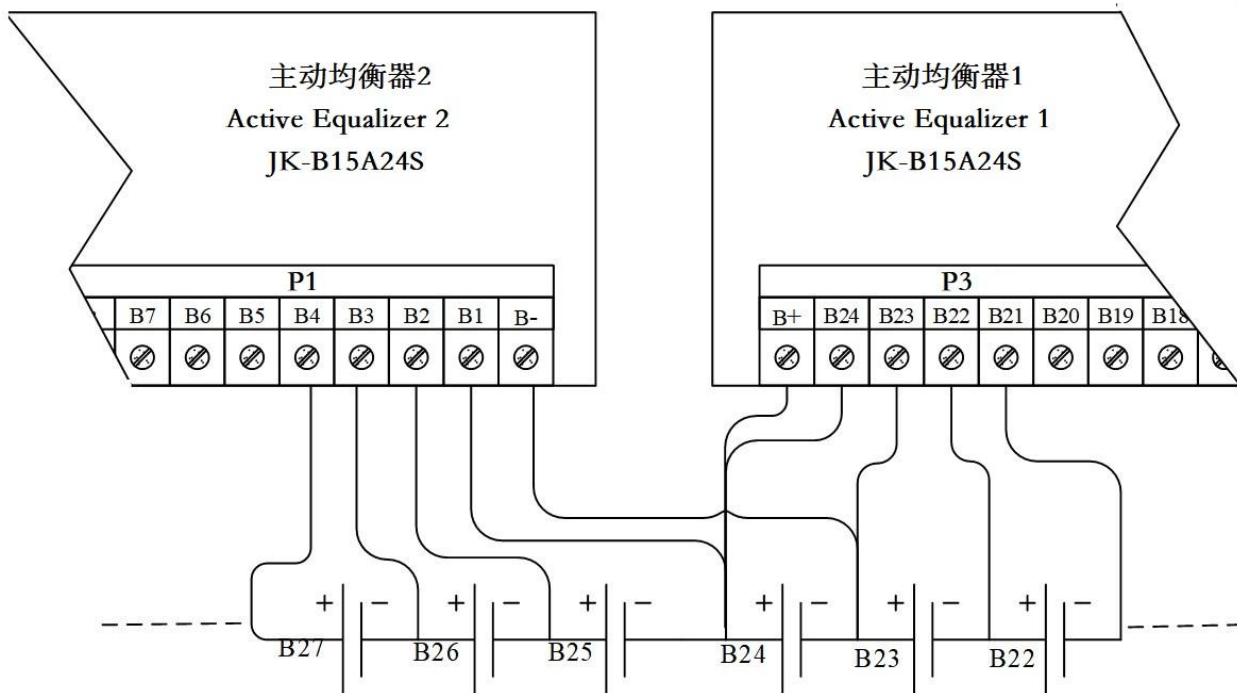 主动均衡器2
Active Equalizer 2
JK-B15A24S
主动均衡器1
Active Equalizer 1
JK-B15A24S
P1
B7 B6 B5 B4 B3 B2 B1 B-
P3
B+ B24 B23 B22 B21 B20 B19 B18
+ − + − + − + − + − + −
B27 B26 B25 B24 B23 B22